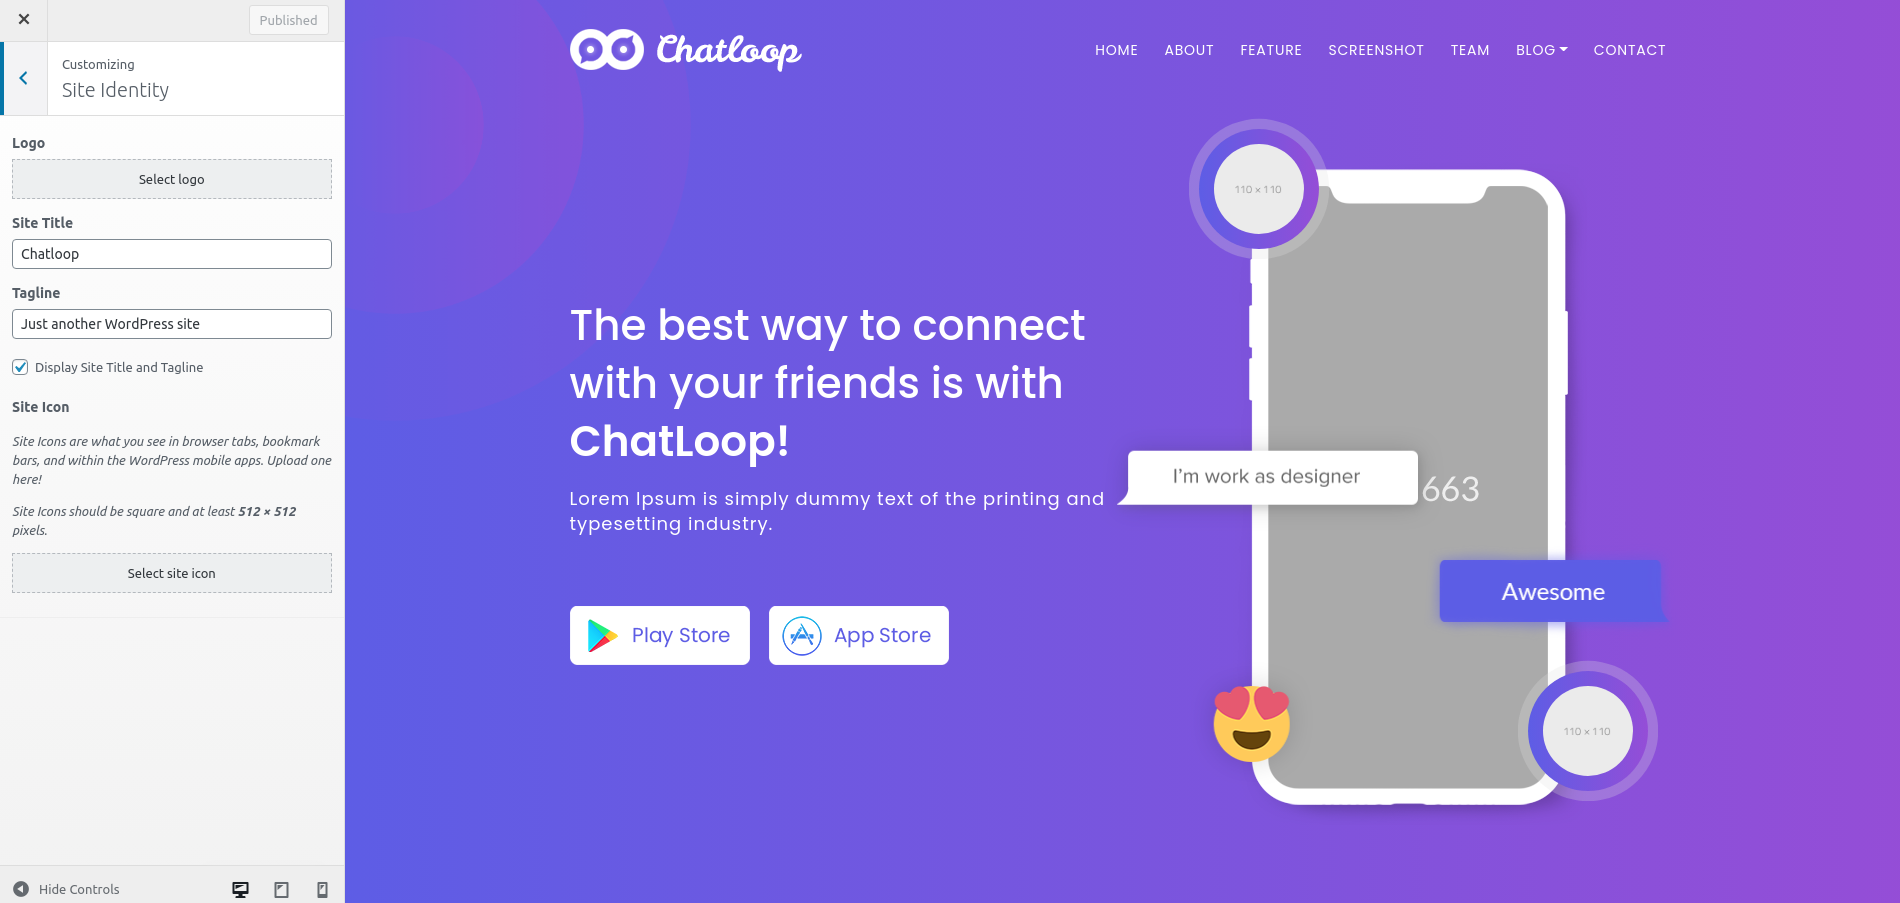 Published
Customizing
Site Identity
Logo
Select logo
Site Title
Chatloop
Tagline
Just another WordPress site
Display Site Title and Tagline
Site Icon
Site Icons are what you see in browser tabs, bookmark
bars, and within the WordPress mobile apps. Upload one
here!
Site Icons should be square and at least 512 × 512
pixels.
Select site icon
Hide Controls
Chatloop
HOME ABOUT FEATURE SCREENSHOT TEAM BLOG CONTACT
110 × 110
The best way to connect
with your friends is with
ChatLoop!
Lorem Ipsum is simply dummy text of the printing and
typesetting industry.
Play Store App Store
I'm work as designer
663
Awesome
110 × 110